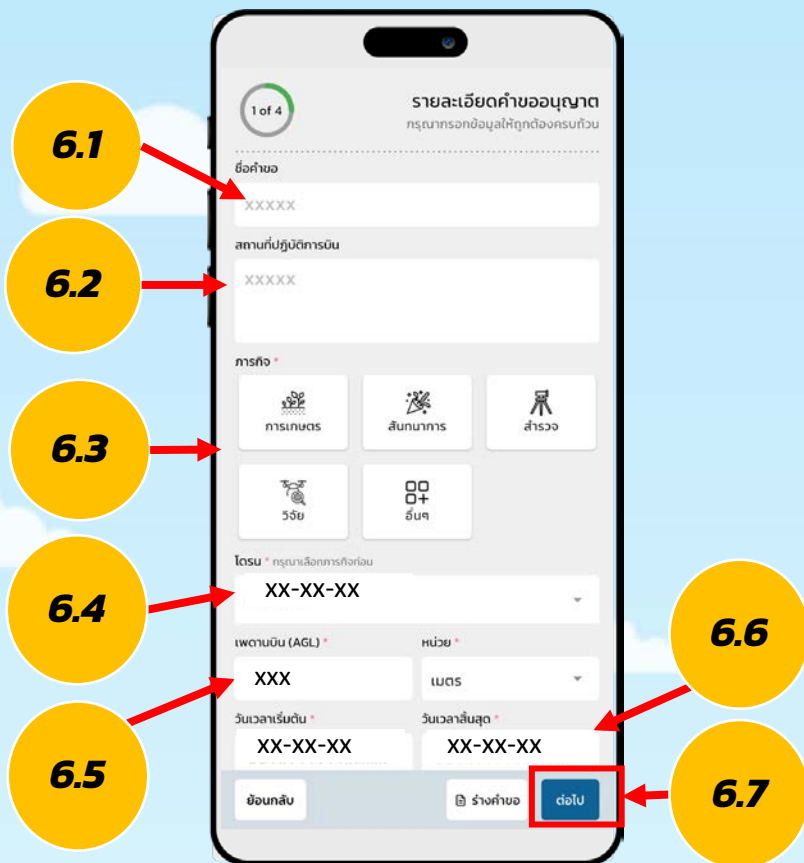 1 of 4
รายละเอียดคำขออนุญาต
กรุณากรอกข้อมูลให้ถูกต้องครบถ้วน
6.1
ชื่อคำขอ
xxxxx
สถานที่ปฏิบัติการบิน
6.2
xxxxx
ภารกิจ *
การเกษตร สันทนาการ สำรวจ
6.3
วิจัย อื่นๆ
โดรน * กรุณาเลือกภารกิจก่อน
XX-XX-XX
6.4
6.6
เพดานบิน (AGL) * หน่วย *
XXX เมตร
วันเวลาเริ่มต้น * วันเวลาสิ้นสุด *
XX-XX-XX XX-XX-XX
6.5
6.7
ย้อนกลับ ร่างคำขอ ต่อไป